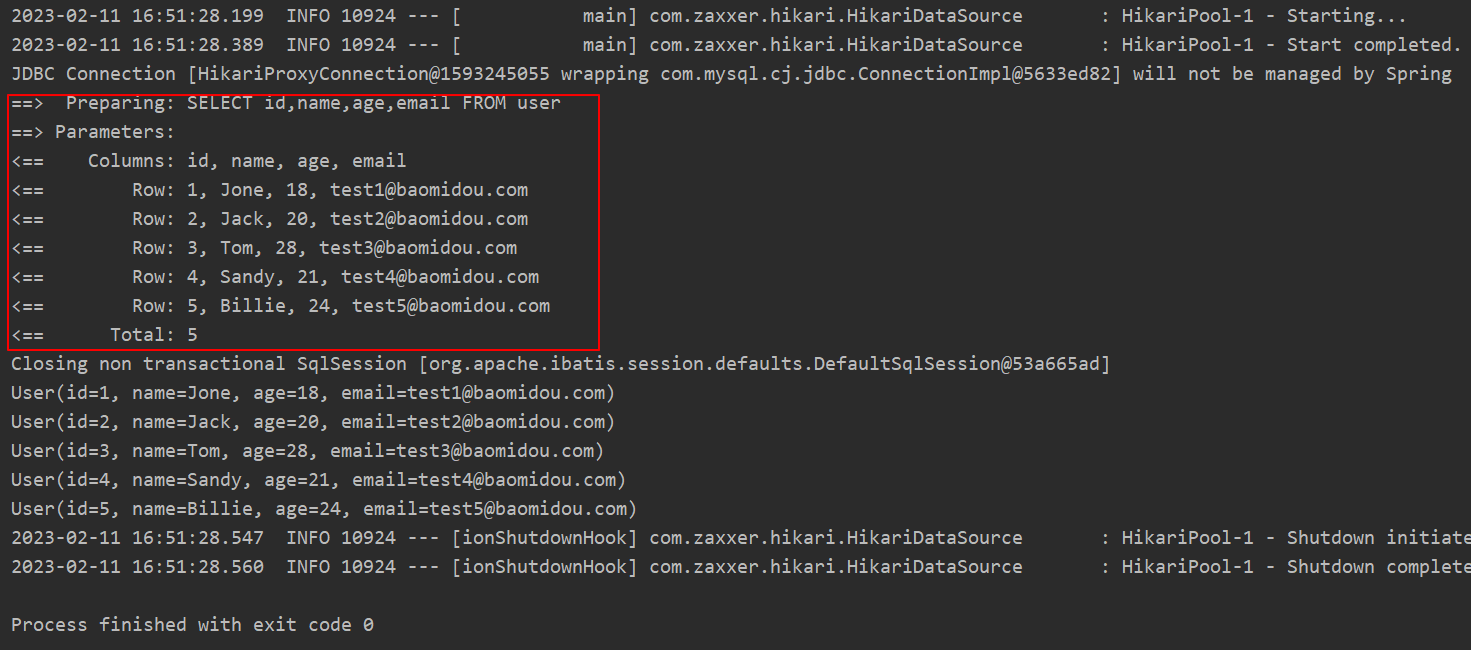 2023-02-11 16:51:28.199  INFO 10924 --- [           main] com.zaxxer.hikari.HikariDataSource       : HikariPool-1 - Starting...
2023-02-11 16:51:28.389  INFO 10924 --- [           main] com.zaxxer.hikari.HikariDataSource       : HikariPool-1 - Start completed.
JDBC Connection [HikariProxyConnection@1593245055 wrapping com.mysql.cj.jdbc.ConnectionImpl@5633ed82] will not be managed by Spring
==>  Preparing: SELECT id,name,age,email FROM user
==> Parameters:
<==    Columns: id, name, age, email
<==        Row: 1, Jone, 18, test1@baomidou.com
<==        Row: 2, Jack, 20, test2@baomidou.com
<==        Row: 3, Tom, 28, test3@baomidou.com
<==        Row: 4, Sandy, 21, test4@baomidou.com
<==        Row: 5, Billie, 24, test5@baomidou.com
<==      Total: 5
Closing non transactional SqlSession [org.apache.ibatis.session.defaults.DefaultSqlSession@53a665ad]
User(id=1, name=Jone, age=18, email=test1@baomidou.com)
User(id=2, name=Jack, age=20, email=test2@baomidou.com)
User(id=3, name=Tom, age=28, email=test3@baomidou.com)
User(id=4, name=Sandy, age=21, email=test4@baomidou.com)
User(id=5, name=Billie, age=24, email=test5@baomidou.com)
2023-02-11 16:51:28.547  INFO 10924 --- [ionShutdownHook] com.zaxxer.hikari.HikariDataSource       : HikariPool-1 - Shutdown initiate
2023-02-11 16:51:28.560  INFO 10924 --- [ionShutdownHook] com.zaxxer.hikari.HikariDataSource       : HikariPool-1 - Shutdown complete
Process finished with exit code 0